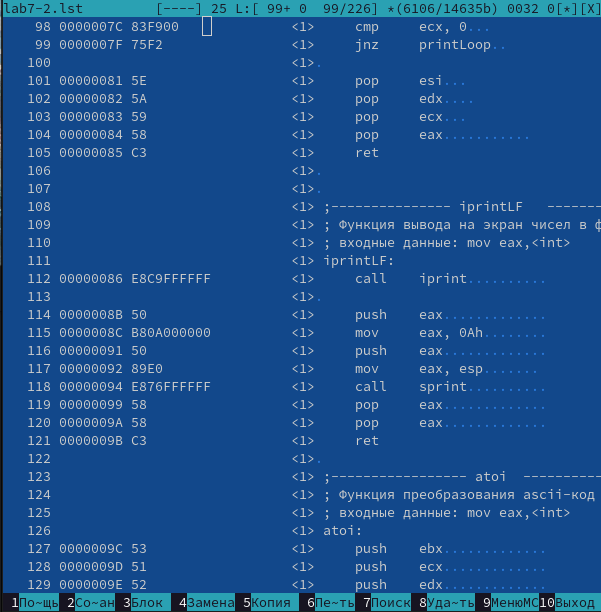 lab7-2.lst [----] 25 L:[ 99+ 0 99/226] *(6106/14635b) 0032 0[*][X]
98 0000007C 83F900 <1> cmp ecx, 0...
99 0000007F 75F2 <1> jnz printLoop..
100 <1>.
101 00000081 5E <1> pop esi...
102 00000082 5A <1> pop edx....
103 00000083 59 <1> pop ecx...
104 00000084 58 <1> pop eax...........
105 00000085 C3 <1> ret
106 <1>.
107 <1>.
108 <1> ;--------------- iprintLF -------
109 <1> ; Функция вывода на экран чисел в ф
110 <1> ; входные данные: mov eax,<int>
111 <1> iprintLF:
112 00000086 E8C9FFFFFF <1> call iprint..........
113 <1>.
114 0000008B 50 <1> push eax.............
115 0000008C B80A000000 <1> mov eax, 0Ah........
116 00000091 50 <1> push eax.............
117 00000092 89E0 <1> mov eax, esp.......
118 00000094 E876FFFFFF <1> call sprint..........
119 00000099 58 <1> pop eax.............
120 0000009A 58 <1> pop eax.............
121 0000009B C3 <1> ret
122 <1>.
123 <1> ;----------------- atoi ----------
124 <1> ; Функция преобразования ascii-код
125 <1> ; входные данные: mov eax,<int>
126 <1> atoi:
127 0000009C 53 <1> push ebx.............
128 0000009D 51 <1> push ecx.............
129 0000009E 52 <1> push edx.............
1По~щь 2Со~ан 3Блок 4Замена 5Копия 6Пе~ть 7Поиск 8Уда~ть 9МенюMC 10Выход